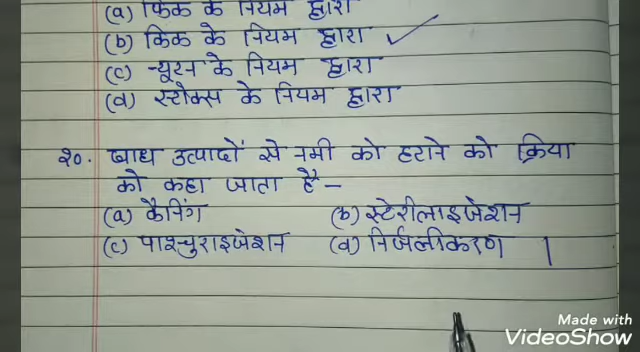 (a) फिक के नियम द्वारा
(b) किक के नियम द्वारा
(c) न्यूटन के नियम द्वारा
(d) स्टोक्स के नियम द्वारा
२०. खाद्य उत्पादों से नमी को हटाने को क्रिया
को कहा जाता है –
(a) कैनिंग (b) स्टेरीलाइजेशन
(c) पाश्चुराइजेशन (d) निर्जलीकरण
Made with
VideoShow